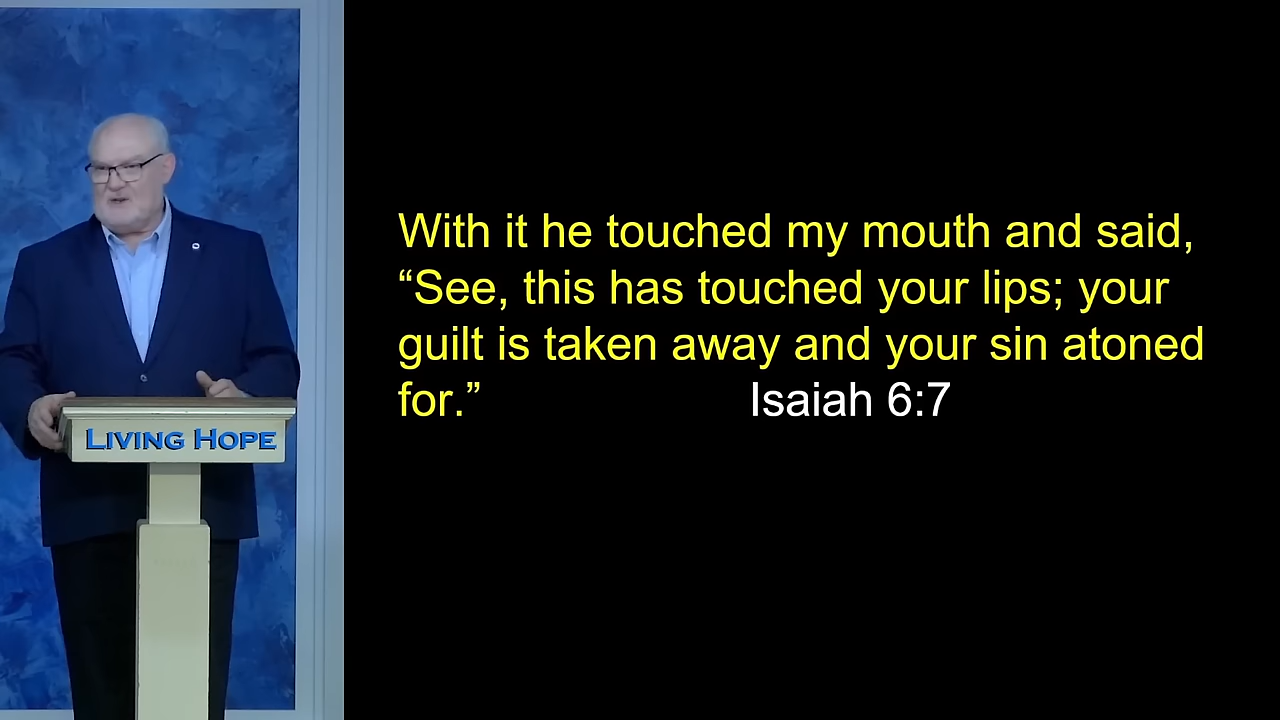 With it he touched my mouth and said,
“See, this has touched your lips; your
guilt is taken away and your sin atoned
for.” Isaiah 6:7
LIVING HOPE